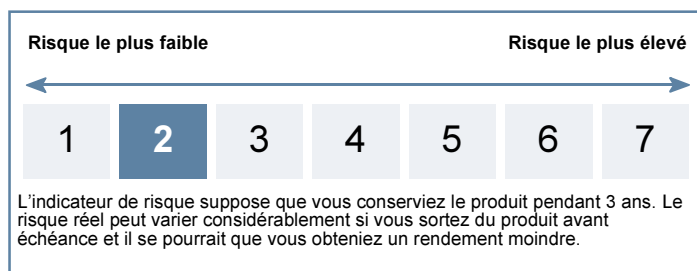 Risque le plus faible Risque le plus élevé
1 2 3 4 5 6 7
L'indicateur de risque suppose que vous conserviez le produit pendant 3 ans. Le
risque réel peut varier considérablement si vous sortez du produit avant
échéance et il se pourrait que vous obteniez un rendement moindre.